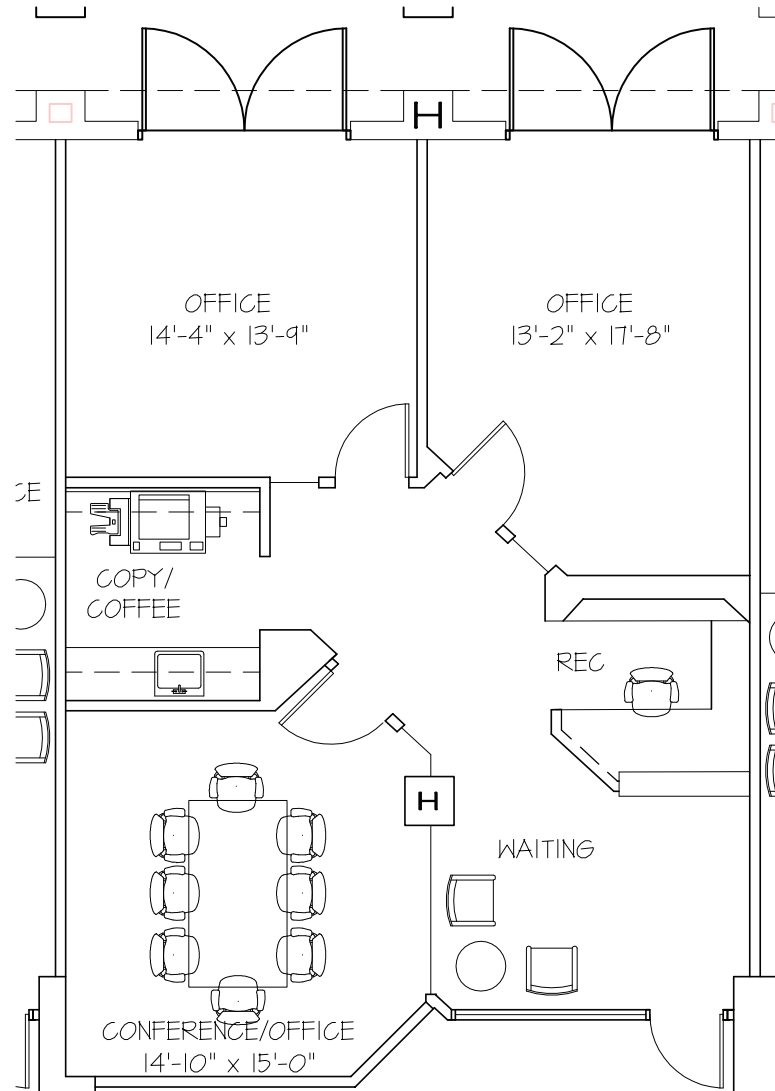 OFFICE
14'-4" x 13'-9"
OFFICE
13'-2" x 17'-8"
CE
COPY/
COFFEE
REC
H
H
WAITING
CONFERENCE/OFFICE
14'-10" x 15'-0"